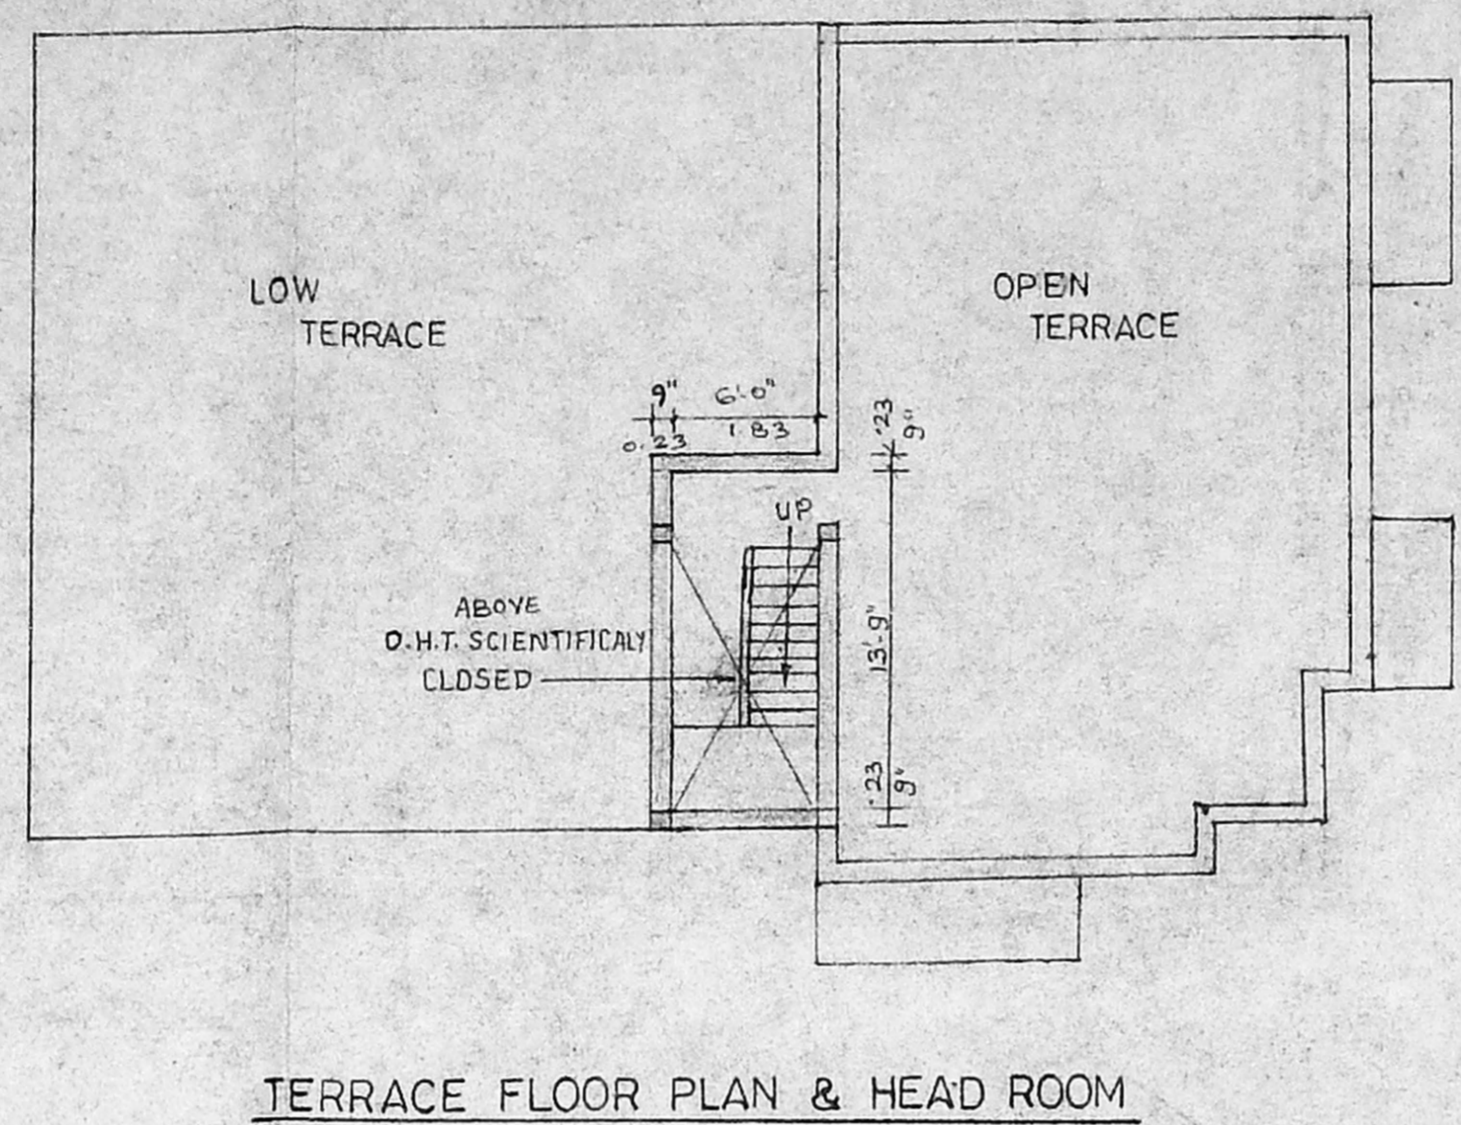 LOW
TERRACE
OPEN
TERRACE
9" 6'-0"
0.23 1.83
.23
9"
UP
ABOVE
O.H.T. SCIENTIFICALY
CLOSED
13'-9"
.23
9"
TERRACE FLOOR PLAN & HEAD ROOM